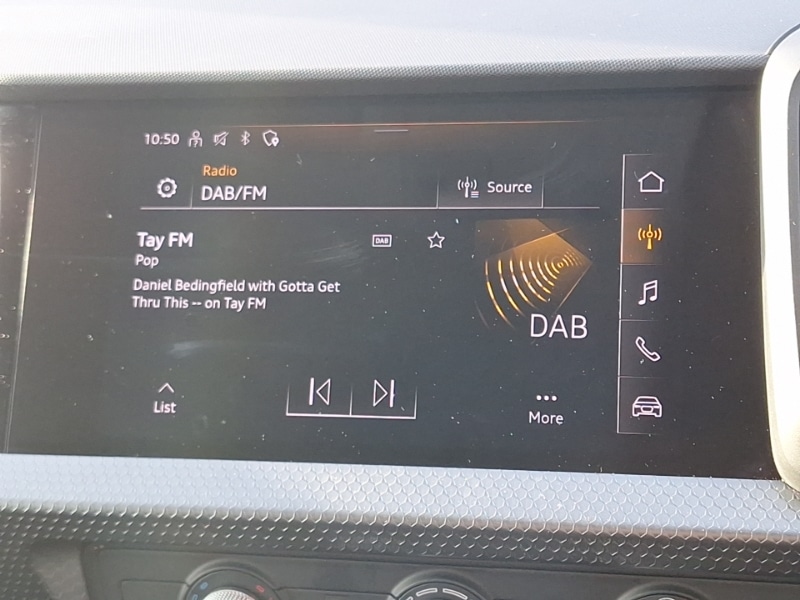 10:50
Radio
DAB/FM
Source
Tay FM
DAB
Pop
Daniel Bedingfield with Gotta Get
Thru This -- on Tay FM
DAB
List
More